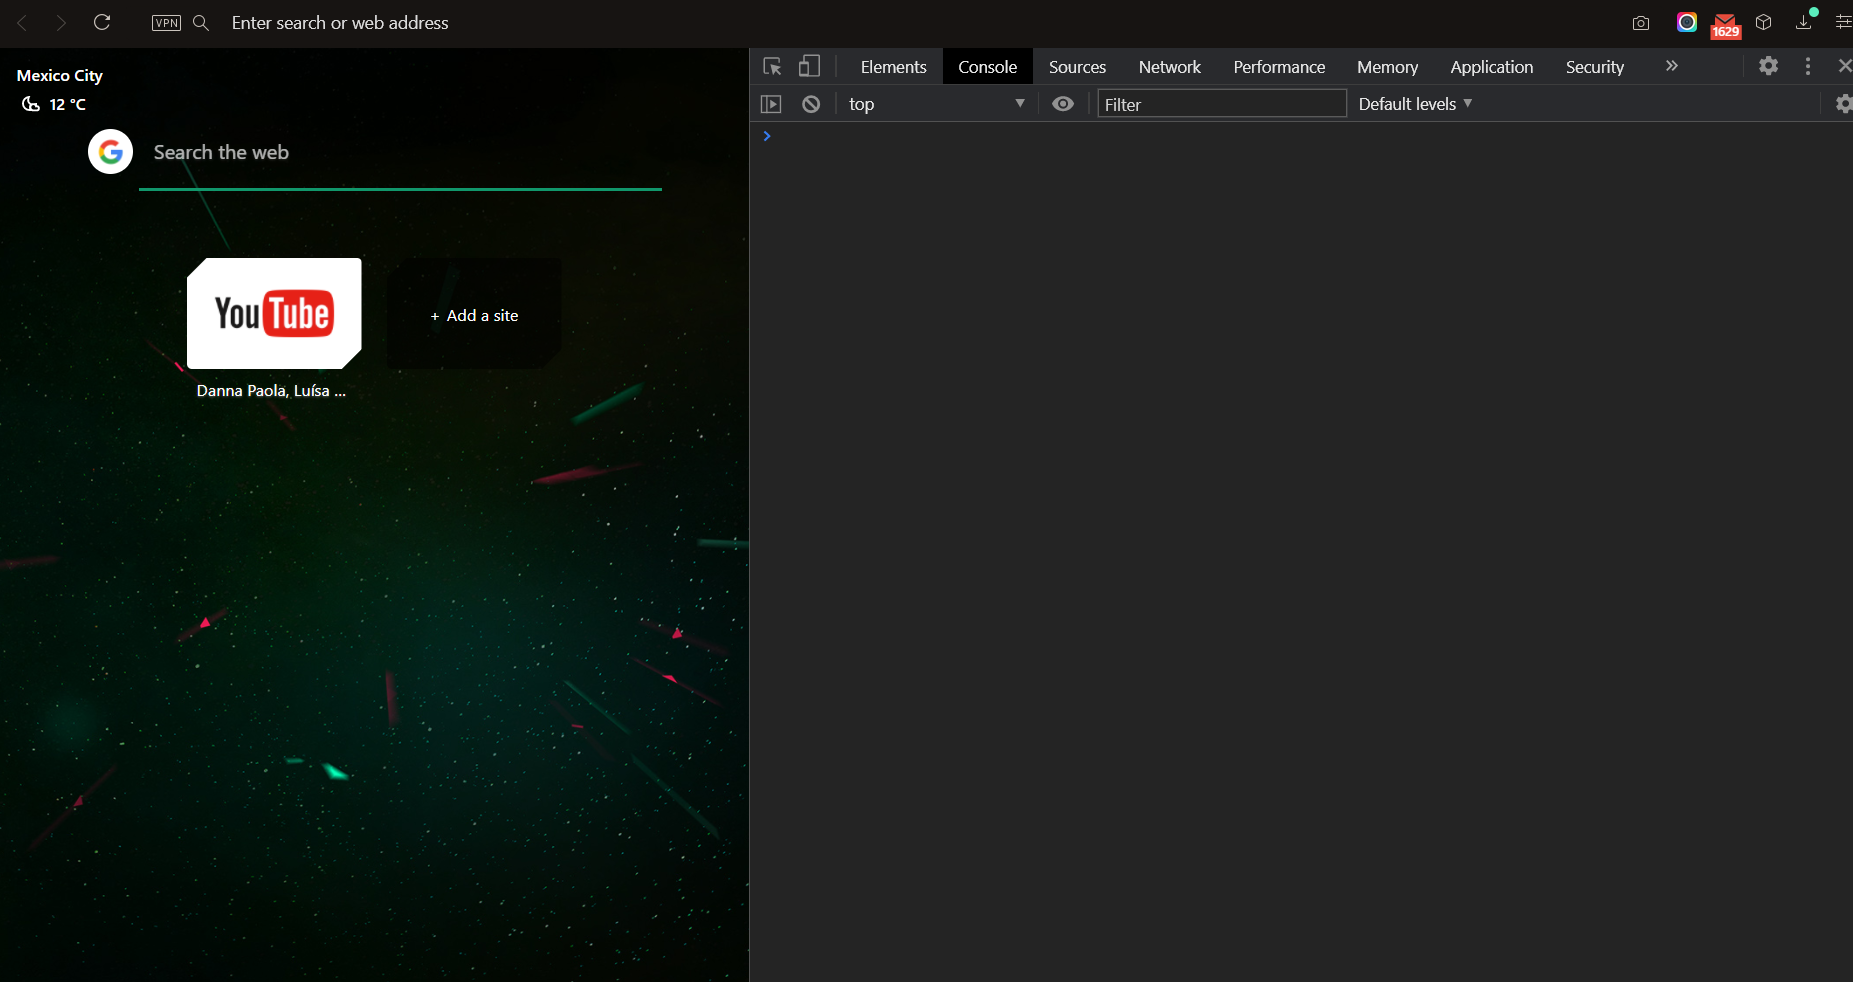 VPN Enter search or web address 1629
Mexico City
12 °C
Search the web
YouTube
+ Add a site
Danna Paola, Luísa ...
Elements Console Sources Network Performance Memory Application Security »
top Filter Default levels